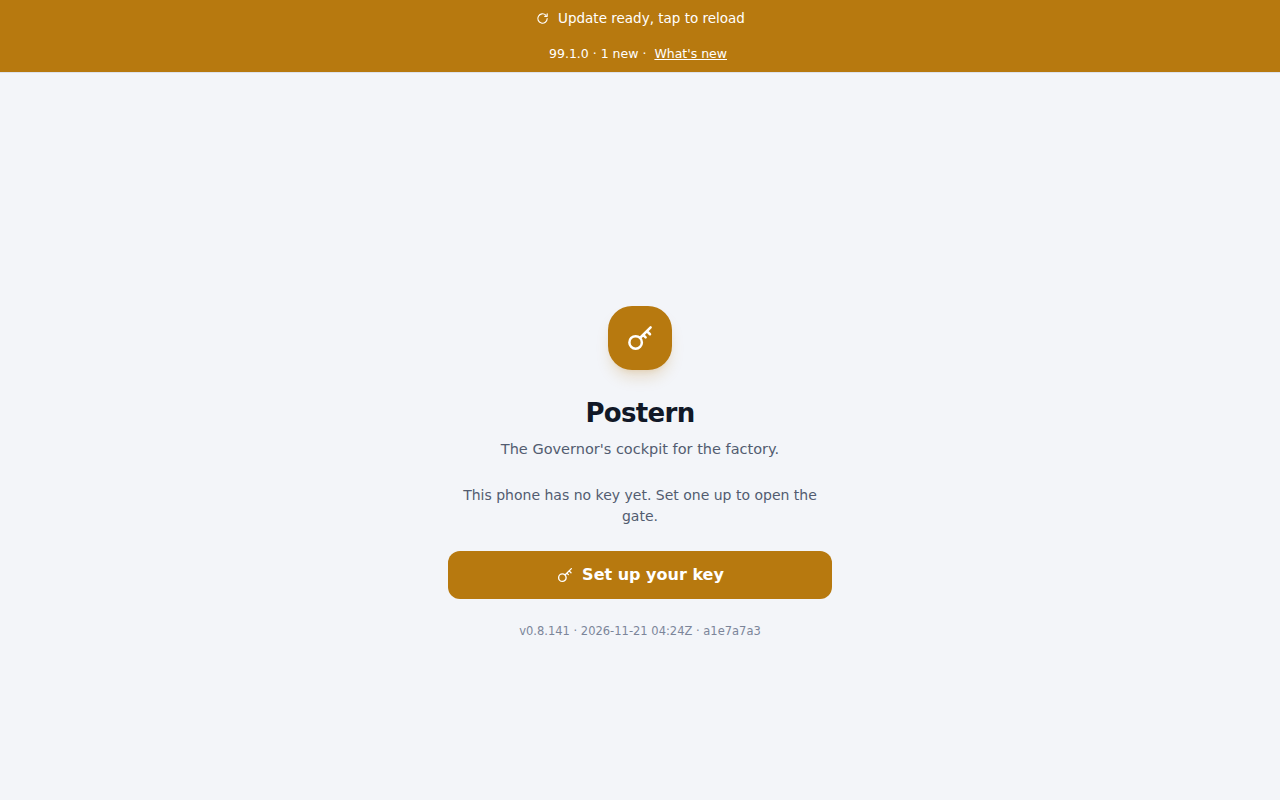 Update ready, tap to reload
99.1.0 · 1 new · What's new
Postern
The Governor's cockpit for the factory.
This phone has no key yet. Set one up to open the
gate.
Set up your key
v0.8.141 · 2026-11-21 04:24Z · a1e7a7a3